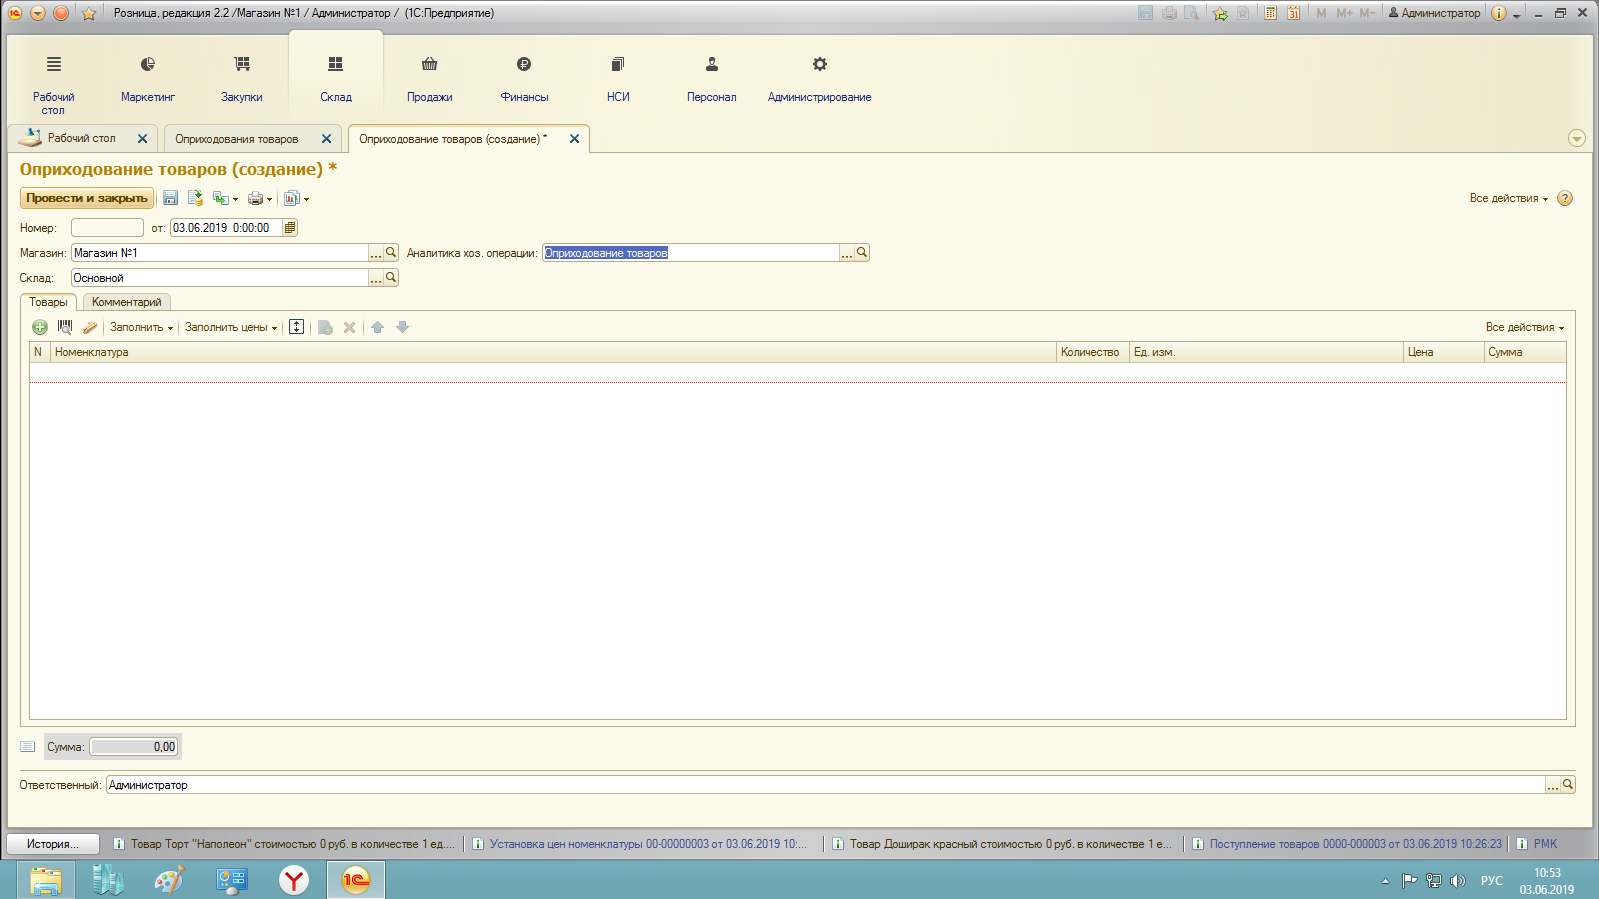 Розница, редакция 2.2 /Магазин №1 / Администратор / (1С:Предприятие)
M M+ M- Администратор
Рабочий стол
Маркетинг
Закупки
Склад
Продажи
Финансы
НСИ
Персонал
Администрирование
Рабочий стол
Оприходования товаров
Оприходование товаров (создание) *
Оприходование товаров (создание) *
Провести и закрыть
Все действия
Номер: от: 03.06.2019 0:00:00
Магазин: Магазин №1 ... Аналитика хоз. операции: Оприходование товаров ...
Склад: Основной ...
Товары Комментарий
Заполнить Заполнить цены Все действия
N Номенклатура Количество Ед. изм. Цена Сумма
Сумма: 0,00
Ответственный: Администратор ...
История... Товар Торт "Наполеон" стоимостью 0 руб. в количестве 1 ед.... Установка цен номенклатуры 00-00000003 от 03.06.2019 10:... Товар Доширак красный стоимостью 0 руб. в количестве 1 е... Поступление товаров 0000-000003 от 03.06.2019 10:26:23 РМК
РУС
10:53
03.06.2019